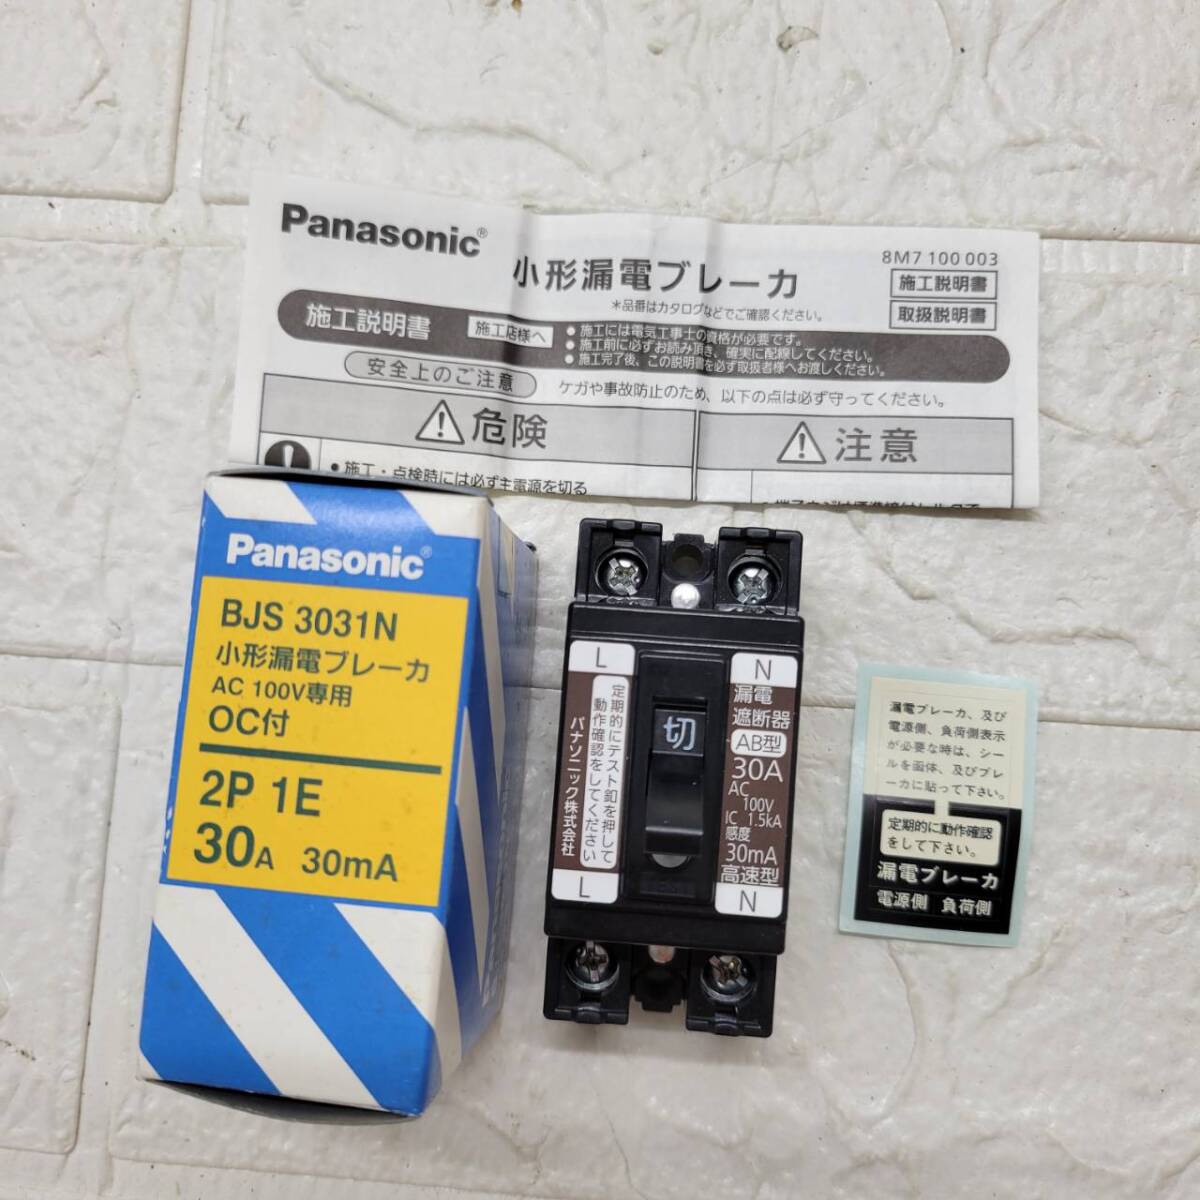 Panasonic®
小形漏電ブレーカ
8M7 100 003
施工説明書
取扱説明書
*品番はカタログなどでご確認ください。
施工説明書
施工店様へ
● 施工には電気工事士の資格が必要です。
● 施工前に必ずお読み頂き、確実に配線してください。
● 施工完了後、この説明書を必ず取扱者様へお渡しください。
安全上のご注意
ケガや事故防止のため、以下の点は必ず守ってください。
危険
注意
● 施工・点検時には必ず主電源を切る
Panasonic®
BJS 3031N
小形漏電ブレーカ
AC 100V専用
OC付
2P 1E
30A 30mA
L
N
定期的にテスト釦を押して
動作確認をしてください
パナソニック株式会社
切
漏電
遮断器
AB型
30A
AC
100V
IC 1.5kA
感度
30mA
高速型
L
N
漏電ブレーカ、及び
電源側、負荷側表示
が必要な時は、シー
ルを函体、及びブレ
ーカに貼って下さい。
定期的に動作確認
をして下さい。
漏電ブレーカ
電源側 負荷側